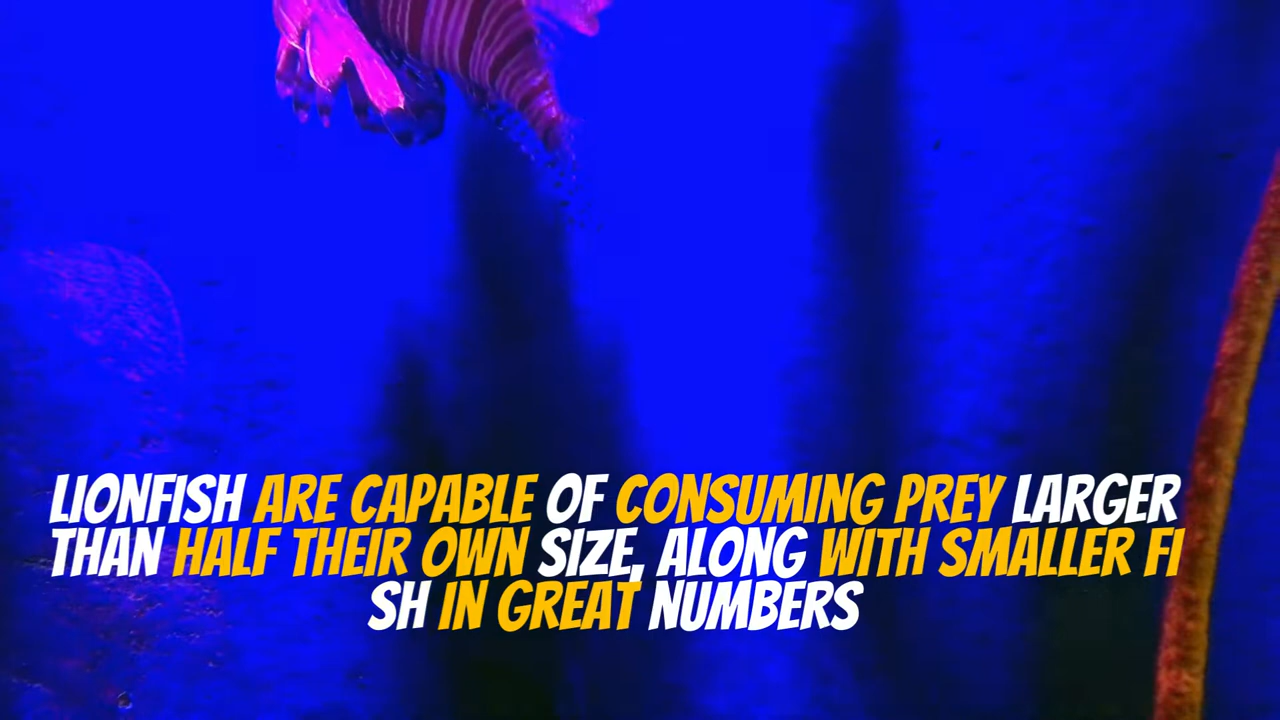 LIONFISH ARE CAPABLE OF CONSUMING PREY LARGER
THAN HALF THEIR OWN SIZE, ALONG WITH SMALLER FI
SH IN GREAT NUMBERS